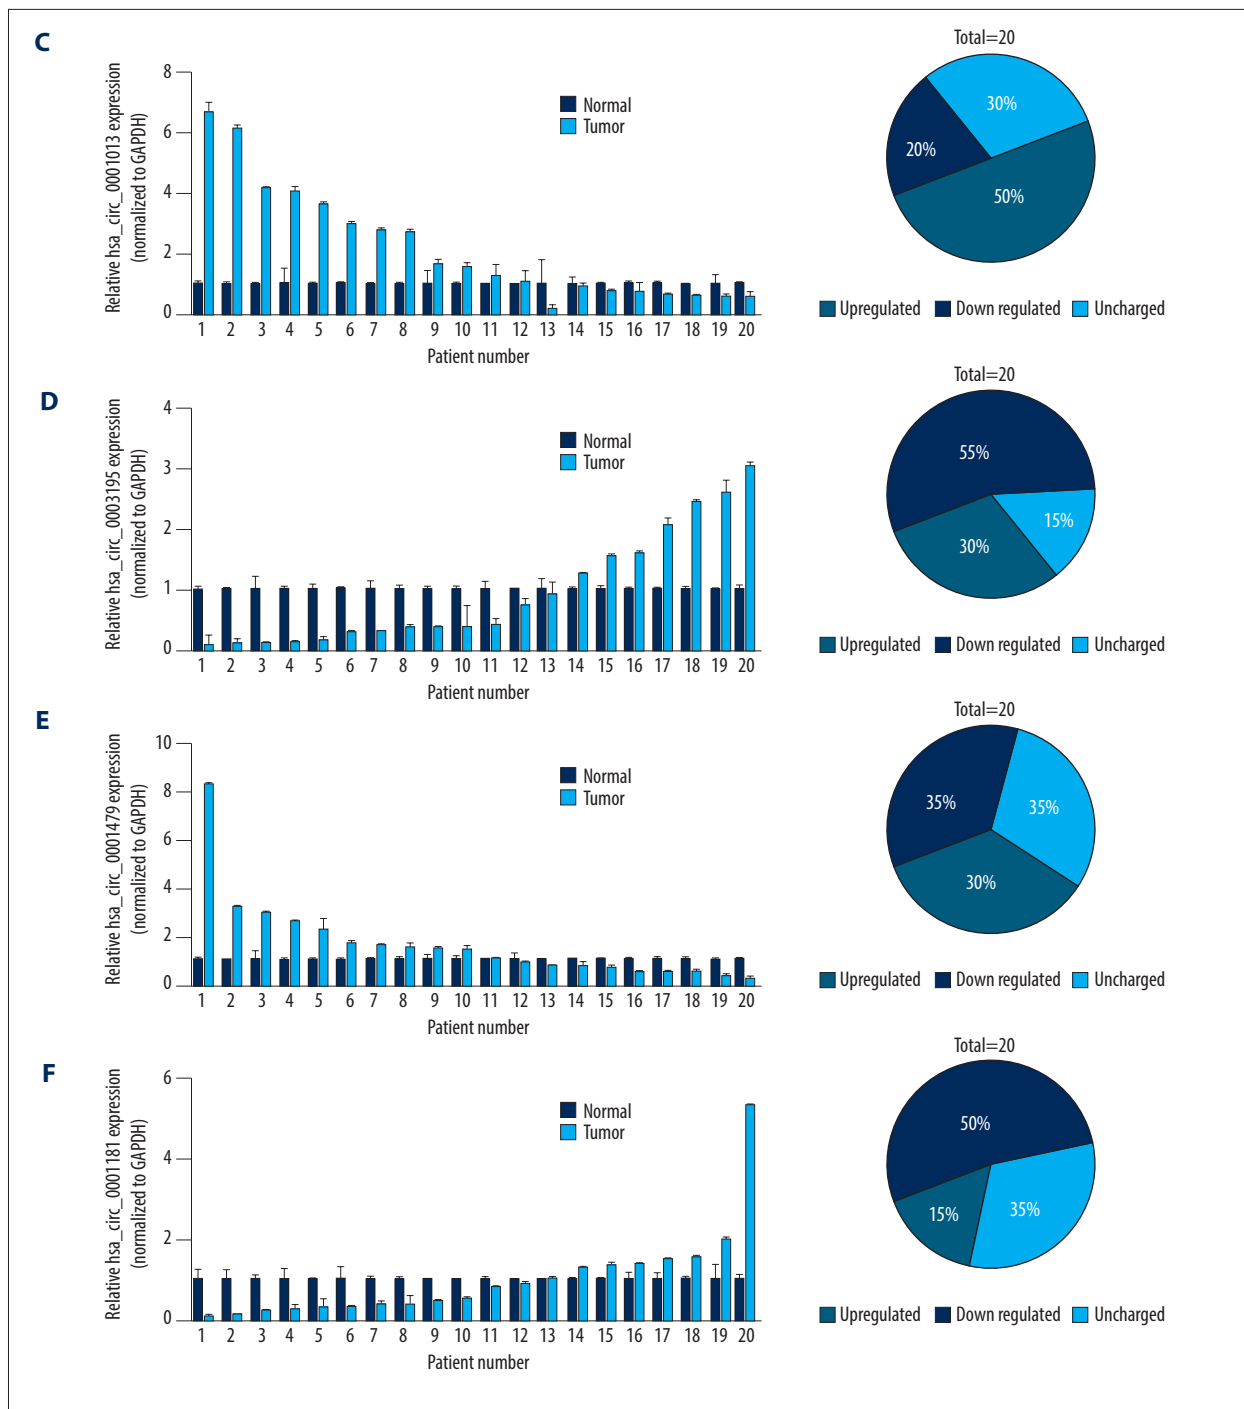 C
Relative hsa_circ_0001013 expression
(normalized to GAPDH)
8
6
4
2
0
Normal
Tumor
1 2 3 4 5 6 7 8 9 10 11 12 13 14 15 16 17 18 19 20
Patient number
Total=20
30%
20%
50%
Upregulated Down regulated Uncharged
D
Relative hsa_circ_0003195 expression
(normalized to GAPDH)
4
3
2
1
0
Normal
Tumor
1 2 3 4 5 6 7 8 9 10 11 12 13 14 15 16 17 18 19 20
Patient number
Total=20
55%
15%
30%
Upregulated Down regulated Uncharged
E
Relative hsa_circ_0001479 expression
(normalized to GAPDH)
10
8
6
4
2
0
Normal
Tumor
1 2 3 4 5 6 7 8 9 10 11 12 13 14 15 16 17 18 19 20
Patient number
Total=20
35%
35%
30%
Upregulated Down regulated Uncharged
F
Relative hsa_circ_0001181 expression
(normalized to GAPDH)
6
4
2
0
Normal
Tumor
1 2 3 4 5 6 7 8 9 10 11 12 13 14 15 16 17 18 19 20
Patient number
Total=20
50%
15%
35%
Upregulated Down regulated Uncharged